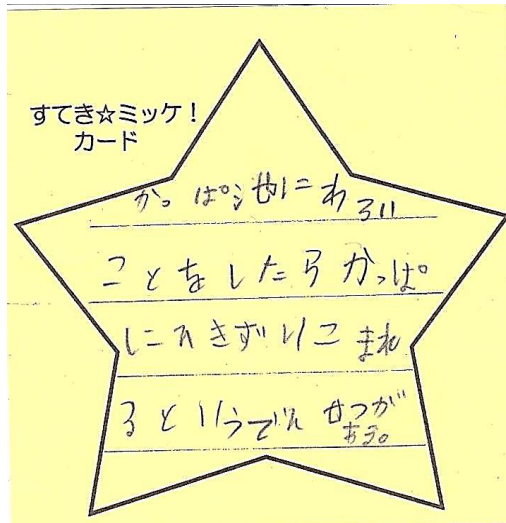 すてき☆ミッケ!
カード
かっぱ池にわるい
ことをしたらかっぱ
にひきずりこまれ
るというでんせつが
ある。